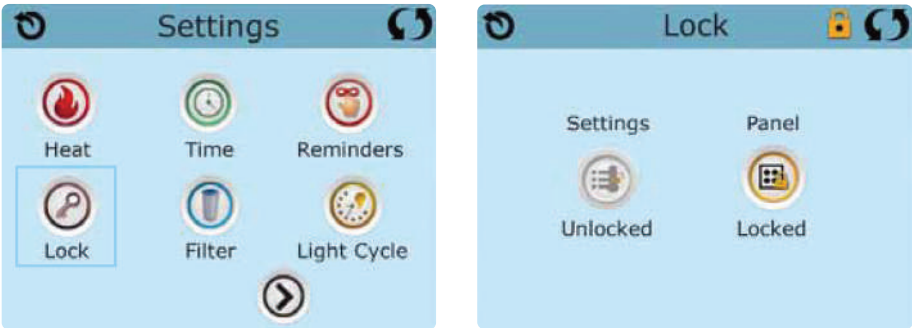 Settings
Heat Time Reminders
Lock Filter Light Cycle
Lock
Settings Panel
Unlocked Locked